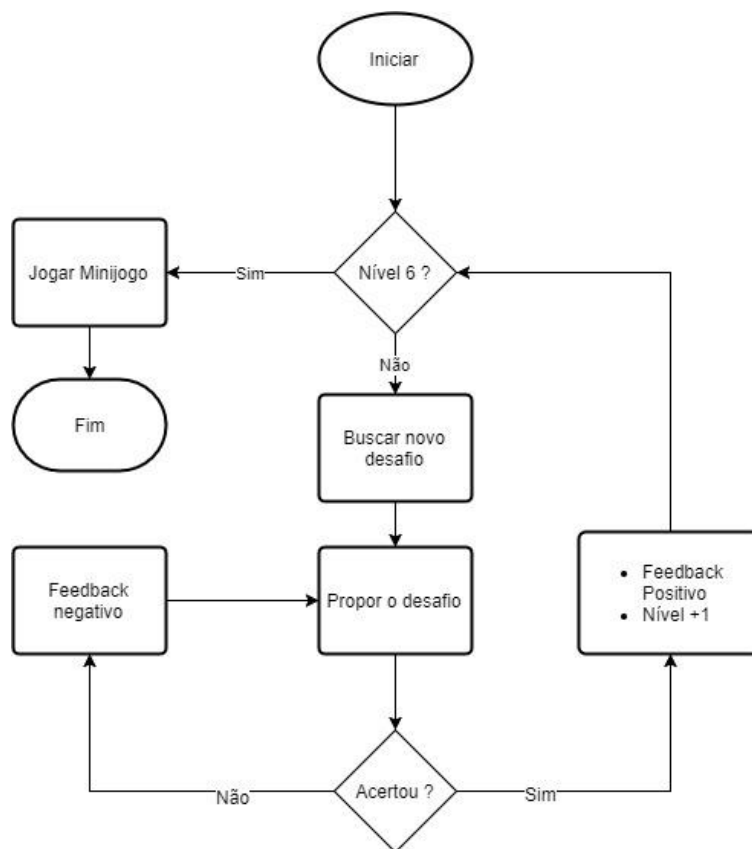 Iniciar
Jogar Minijogo
Sim
Nível 6 ?
Não
Fim
Buscar novo
desafio
Feedback
negativo
Propor o desafio
• Feedback
Positivo
• Nível +1
Não
Acertou ?
Sim